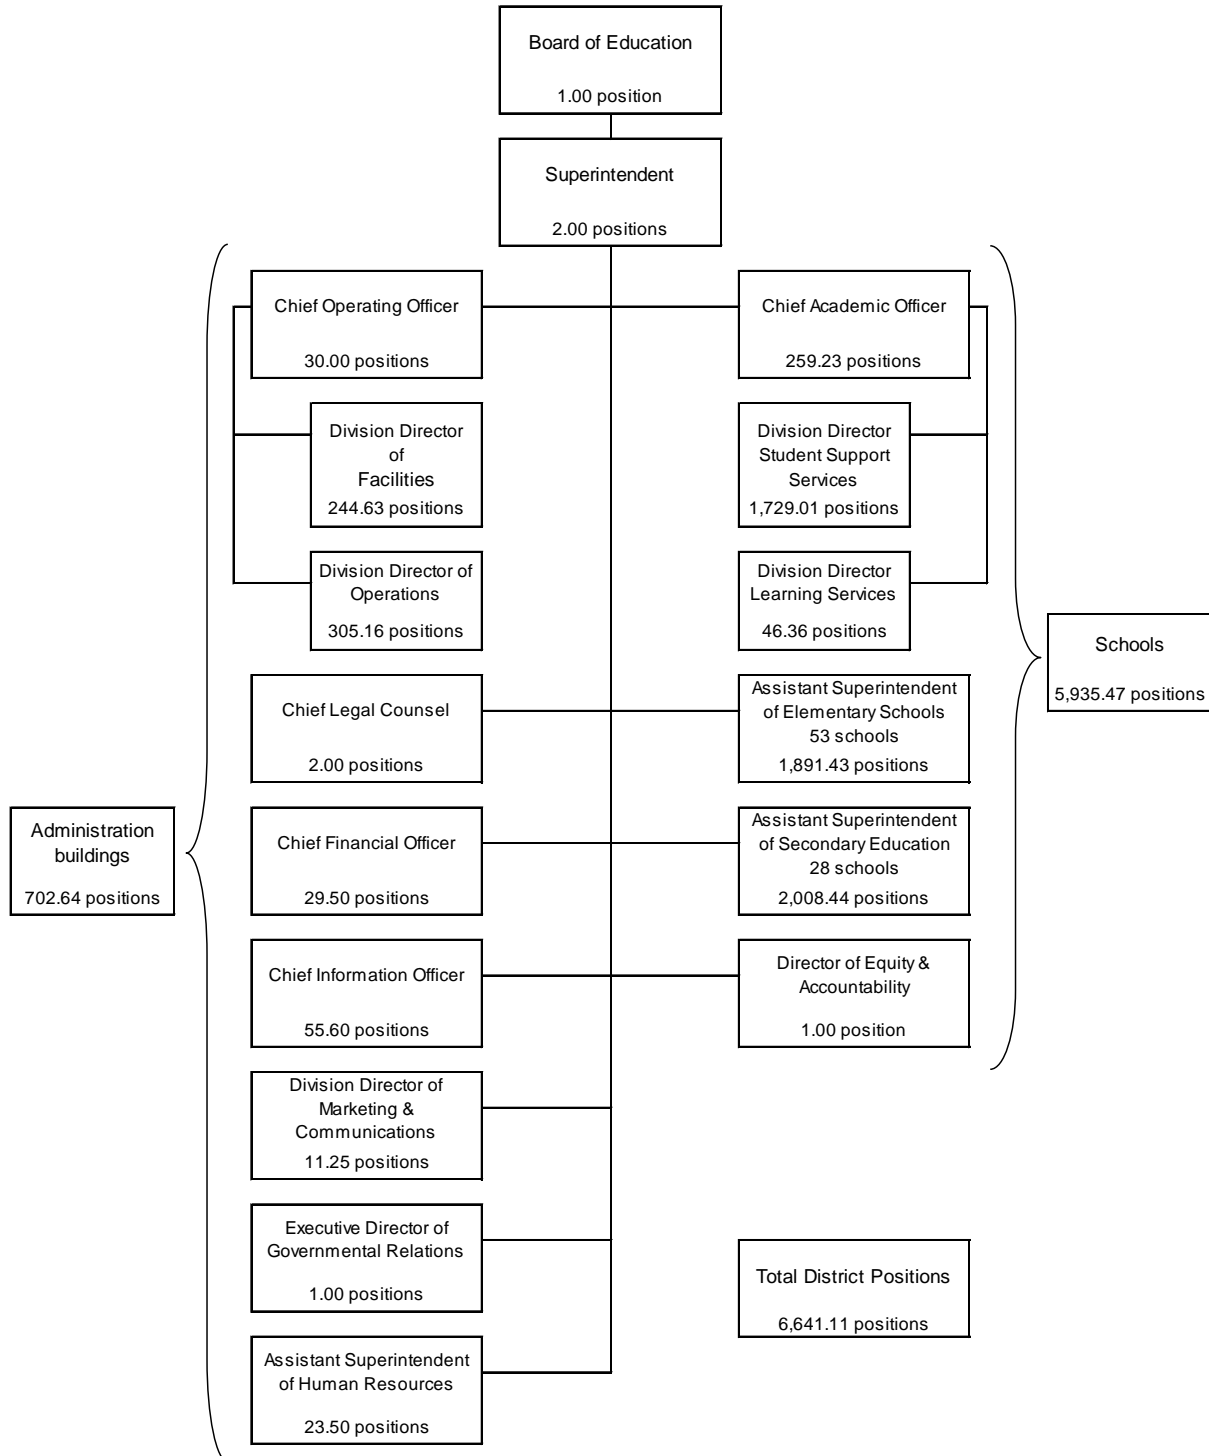 Board of Education
1.00 position
Superintendent
2.00 positions
Chief Operating Officer
30.00 positions
Chief Academic Officer
259.23 positions
Division Director
of
Facilities
244.63 positions
Division Director
Student Support
Services
1,729.01 positions
Division Director of
Operations
305.16 positions
Division Director
Learning Services
46.36 positions
Schools
5,935.47 positions
Chief Legal Counsel
2.00 positions
Assistant Superintendent
of Elementary Schools
53 schools
1,891.43 positions
Administration
buildings
702.64 positions
Chief Financial Officer
29.50 positions
Assistant Superintendent
of Secondary Education
28 schools
2,008.44 positions
Chief Information Officer
55.60 positions
Director of Equity &
Accountability
1.00 position
Division Director of
Marketing &
Communications
11.25 positions
Executive Director of
Governmental Relations
1.00 positions
Total District Positions
6,641.11 positions
Assistant Superintendent
of Human Resources
23.50 positions